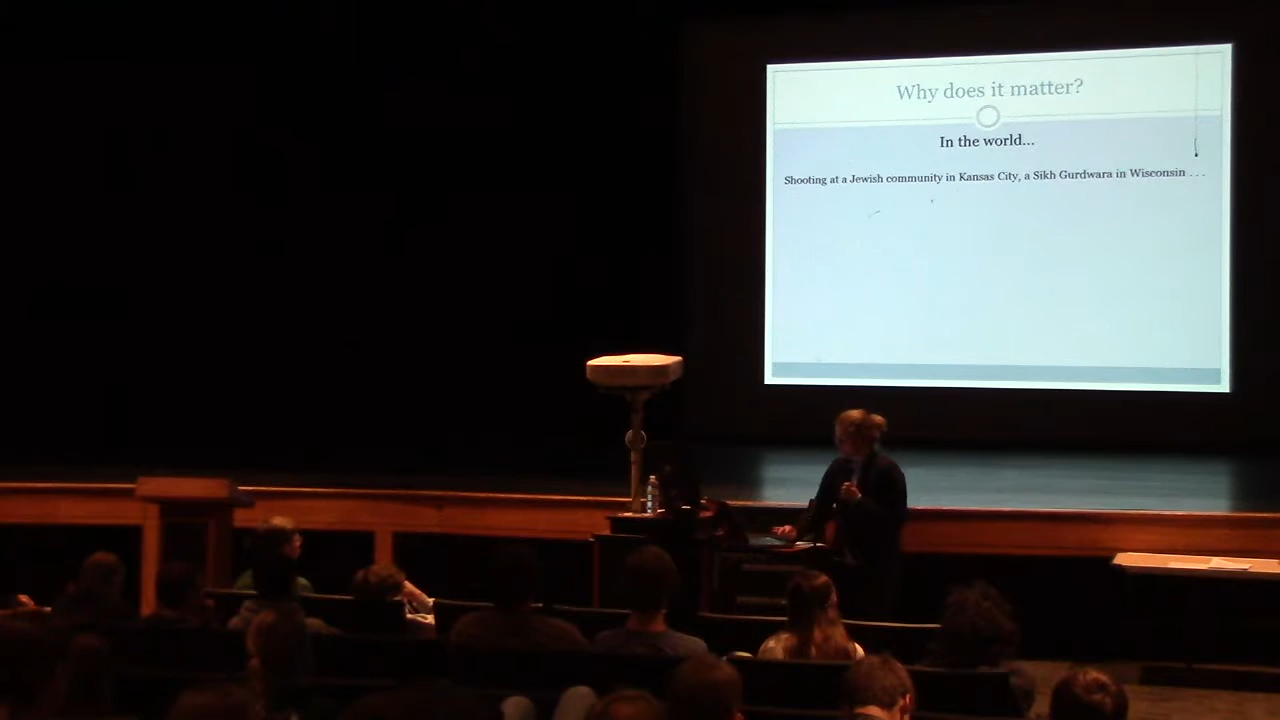 Why does it matter?
In the world...
Shooting at a Jewish community in Kansas City, a Sikh Gurdwara in Wisconsin . . .